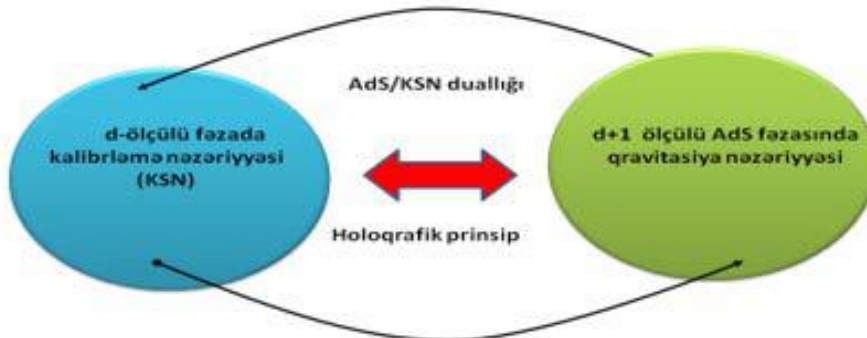 AdS/KSN duallığı
d-ölçülü fəzada
kalibrləmə nəzəriyyəsi
(KSN)
d+1 ölçülü AdS fəzasında
qravitasiya nəzəriyyəsi
Holoqrafik prinsip